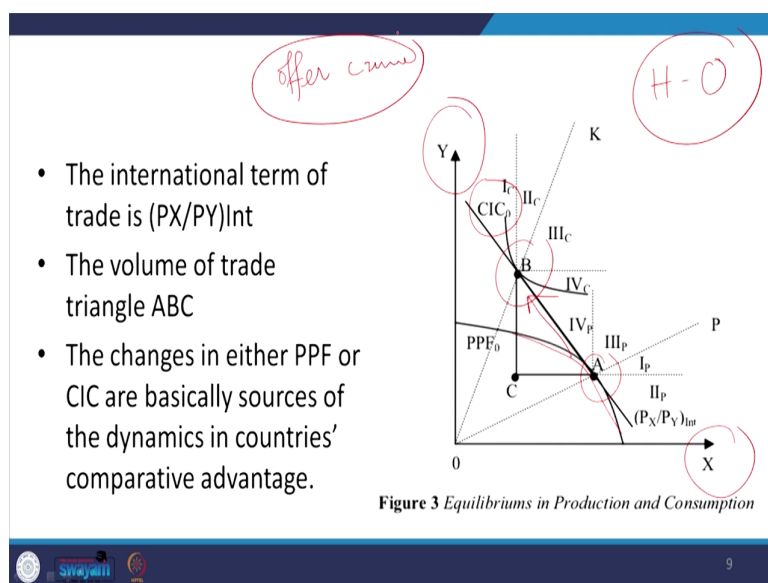 offer curve
H-O
• The international term of
trade is (PX/PY)Int
• The volume of trade
triangle ABC
• The changes in either PPF or
CIC are basically sources of
the dynamics in countries'
comparative advantage.
Y
K
I_C
II_C
CIC₀
III_C
B
IV_C
IV_P
P
PPF₀
III_P
A
I_P
C
II_P
(P_X/P_Y)_Int
0
X
Figure 3 Equilibriums in Production and Consumption
swayam
9